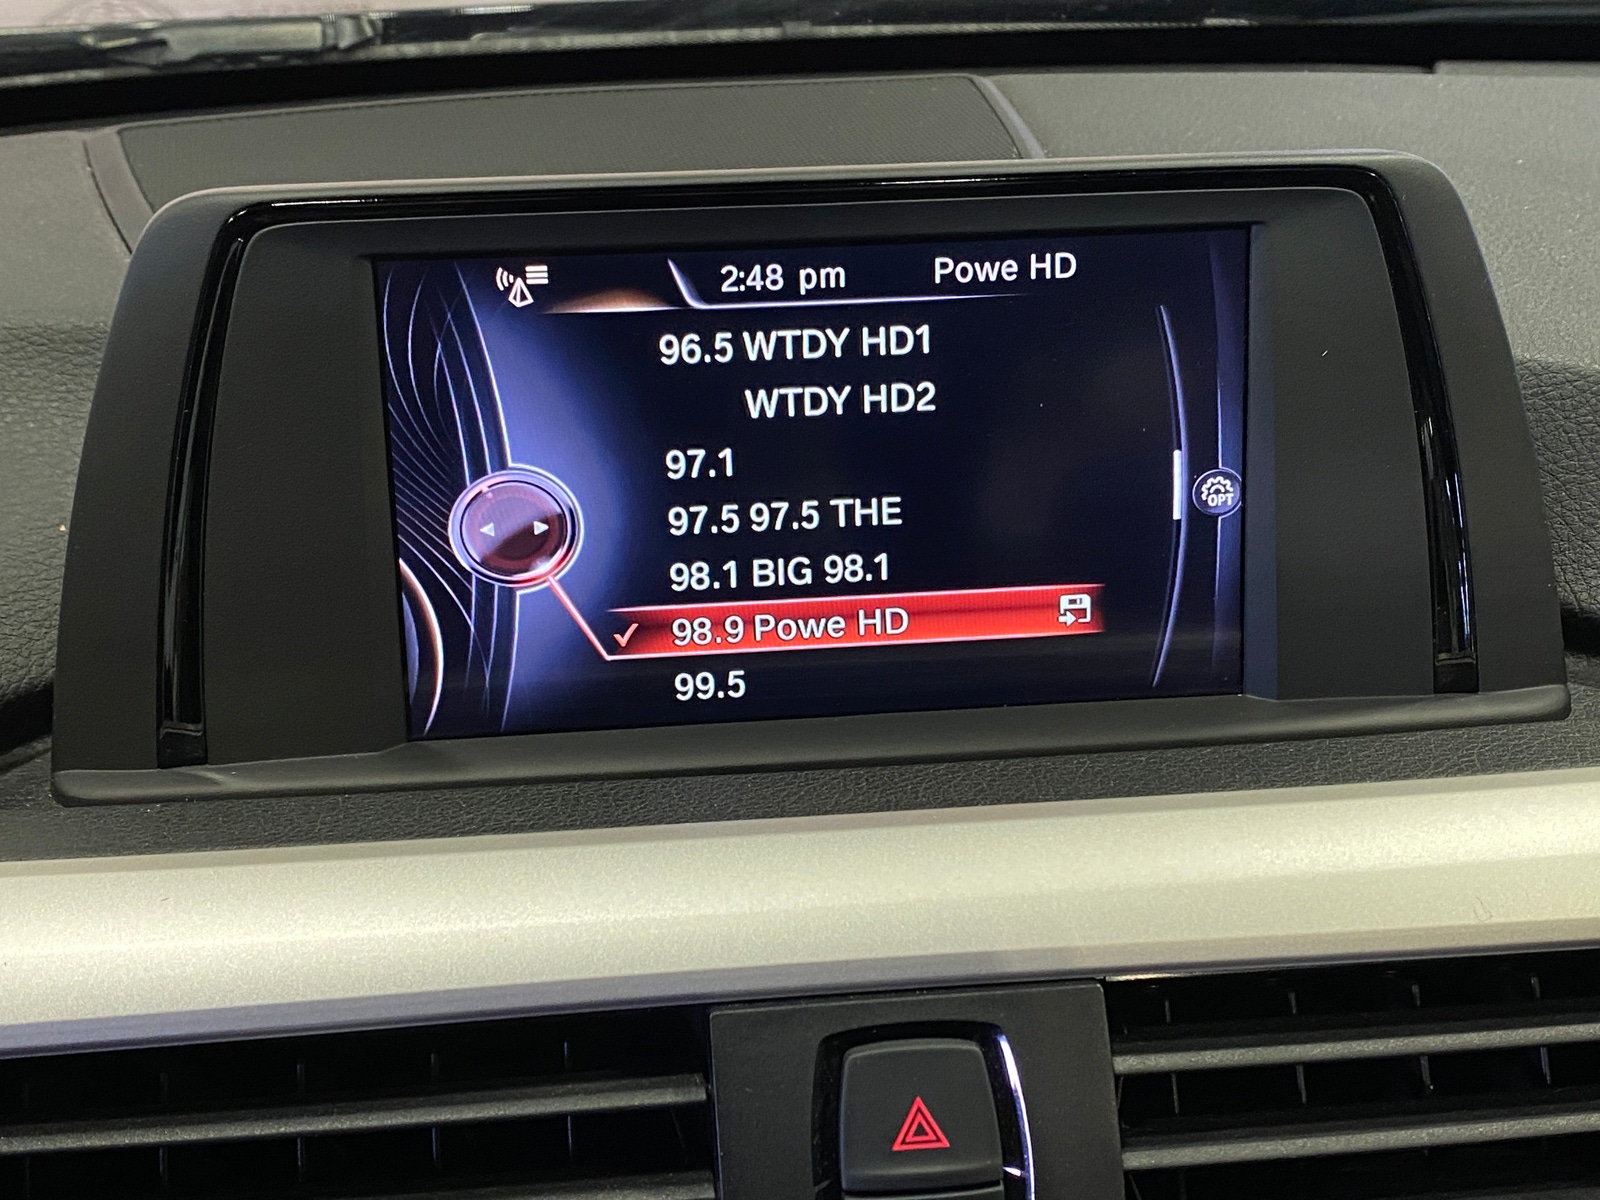 2:48 pm Powe HD
96.5 WTDY HD1
WTDY HD2
97.1
97.5 97.5 THE
98.1 BIG 98.1
OPT
98.9 Powe HD
99.5